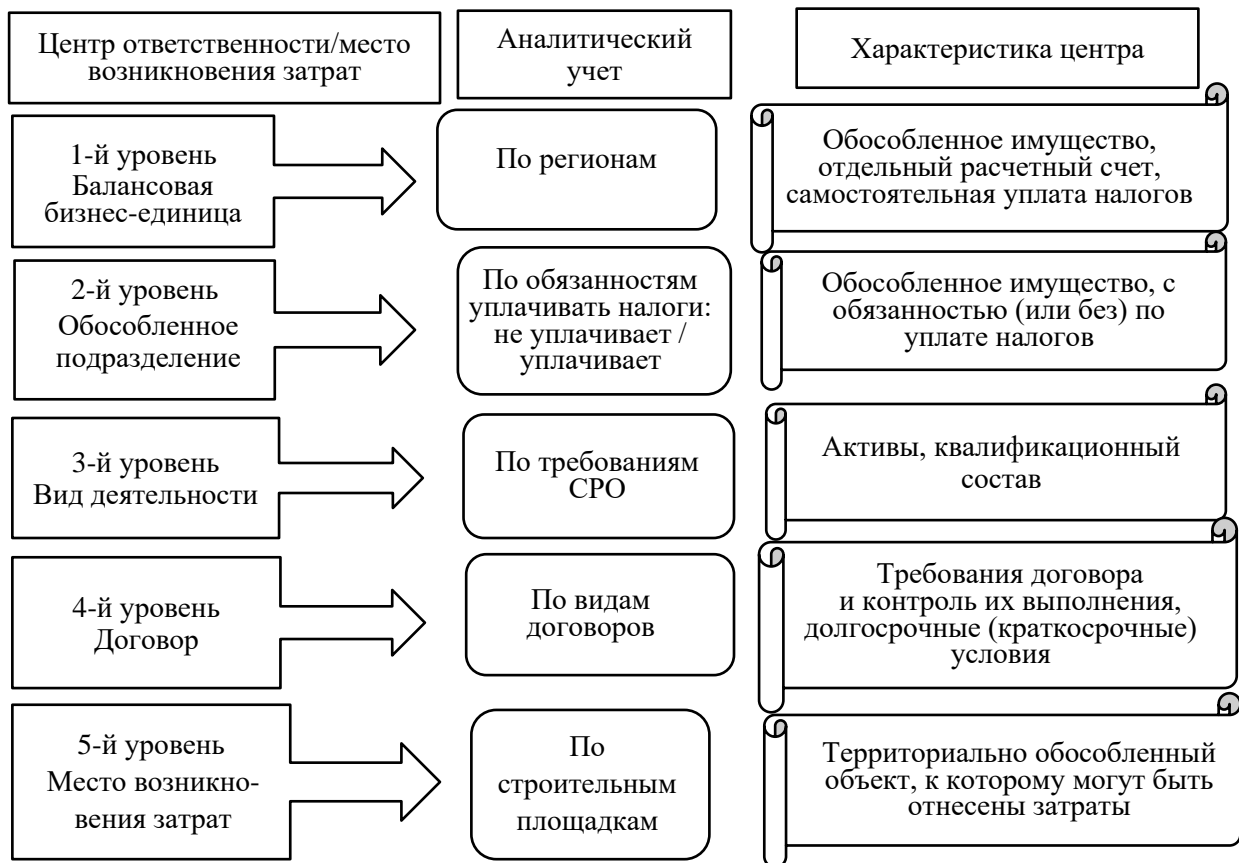 Центр ответственности/место
возникновения затрат
Аналитический
учет
Характеристика центра
1-й уровень
Балансовая
бизнес-единица
По регионам
Обособленное имущество,
отдельный расчетный счет,
самостоятельная уплата налогов
2-й уровень
Обособленное
подразделение
По обязанностям
уплачивать налоги:
не уплачивает /
уплачивает
Обособленное имущество, с
обязанностью (или без) по
уплате налогов
3-й уровень
Вид деятельности
По требованиям
СРО
Активы, квалификационный
состав
4-й уровень
Договор
По видам
договоров
Требования договора
и контроль их выполнения,
долгосрочные (краткосрочные)
условия
5-й уровень
Место возникно-
вения затрат
По
строительным
площадкам
Территориально обособленный
объект, к которому могут быть
отнесены затраты